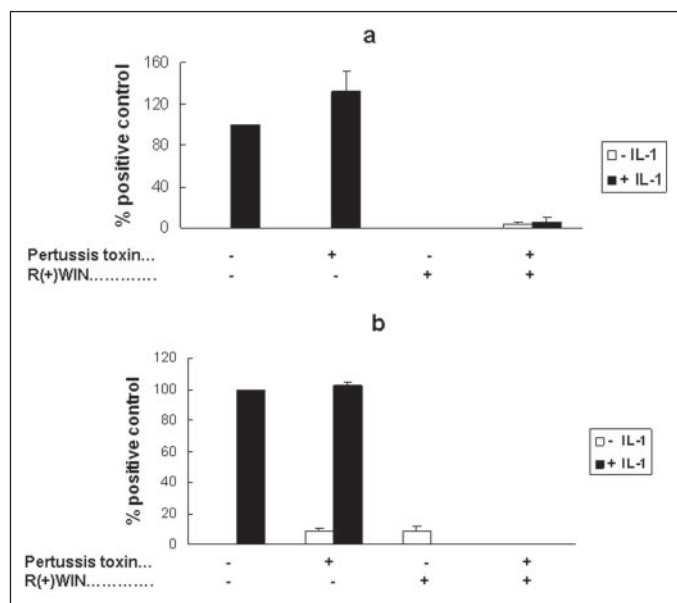 a
% positive control
160
120
80
40
0
- IL-1
+ IL-1
Pertussis toxin... - + - +
R(+)WIN............. - - + +
b
% positive control
120
100
80
60
40
20
0
- IL-1
+ IL-1
Pertussis toxin... - + - +
R(+)WIN............. - - + +